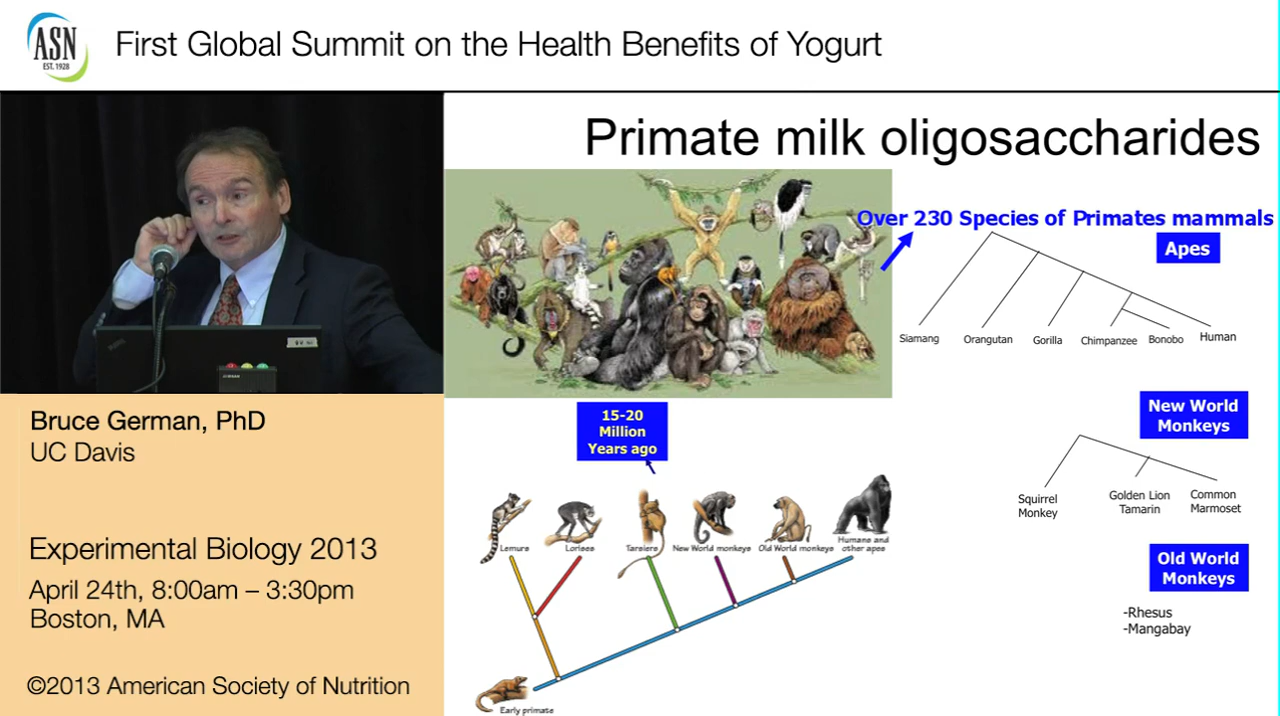 ASN
EST. 1928
First Global Summit on the Health Benefits of Yogurt
Primate milk oligosaccharides
Over 230 Species of Primates mammals
Apes
Siamang
Orangutan
Gorilla
Chimpanzee
Bonobo
Human
15-20
Million
Years ago
New World
Monkeys
Squirrel
Monkey
Golden Lion
Tamarin
Common
Marmoset
Lemurs
Lorises
Tarsiers
New World monkeys
Old World monkeys
Humans and
other apes
Early primate
Old World
Monkeys
-Rhesus
-Mangabay
Bruce German, PhD
UC Davis
Experimental Biology 2013
April 24th, 8:00am – 3:30pm
Boston, MA
©2013 American Society of Nutrition